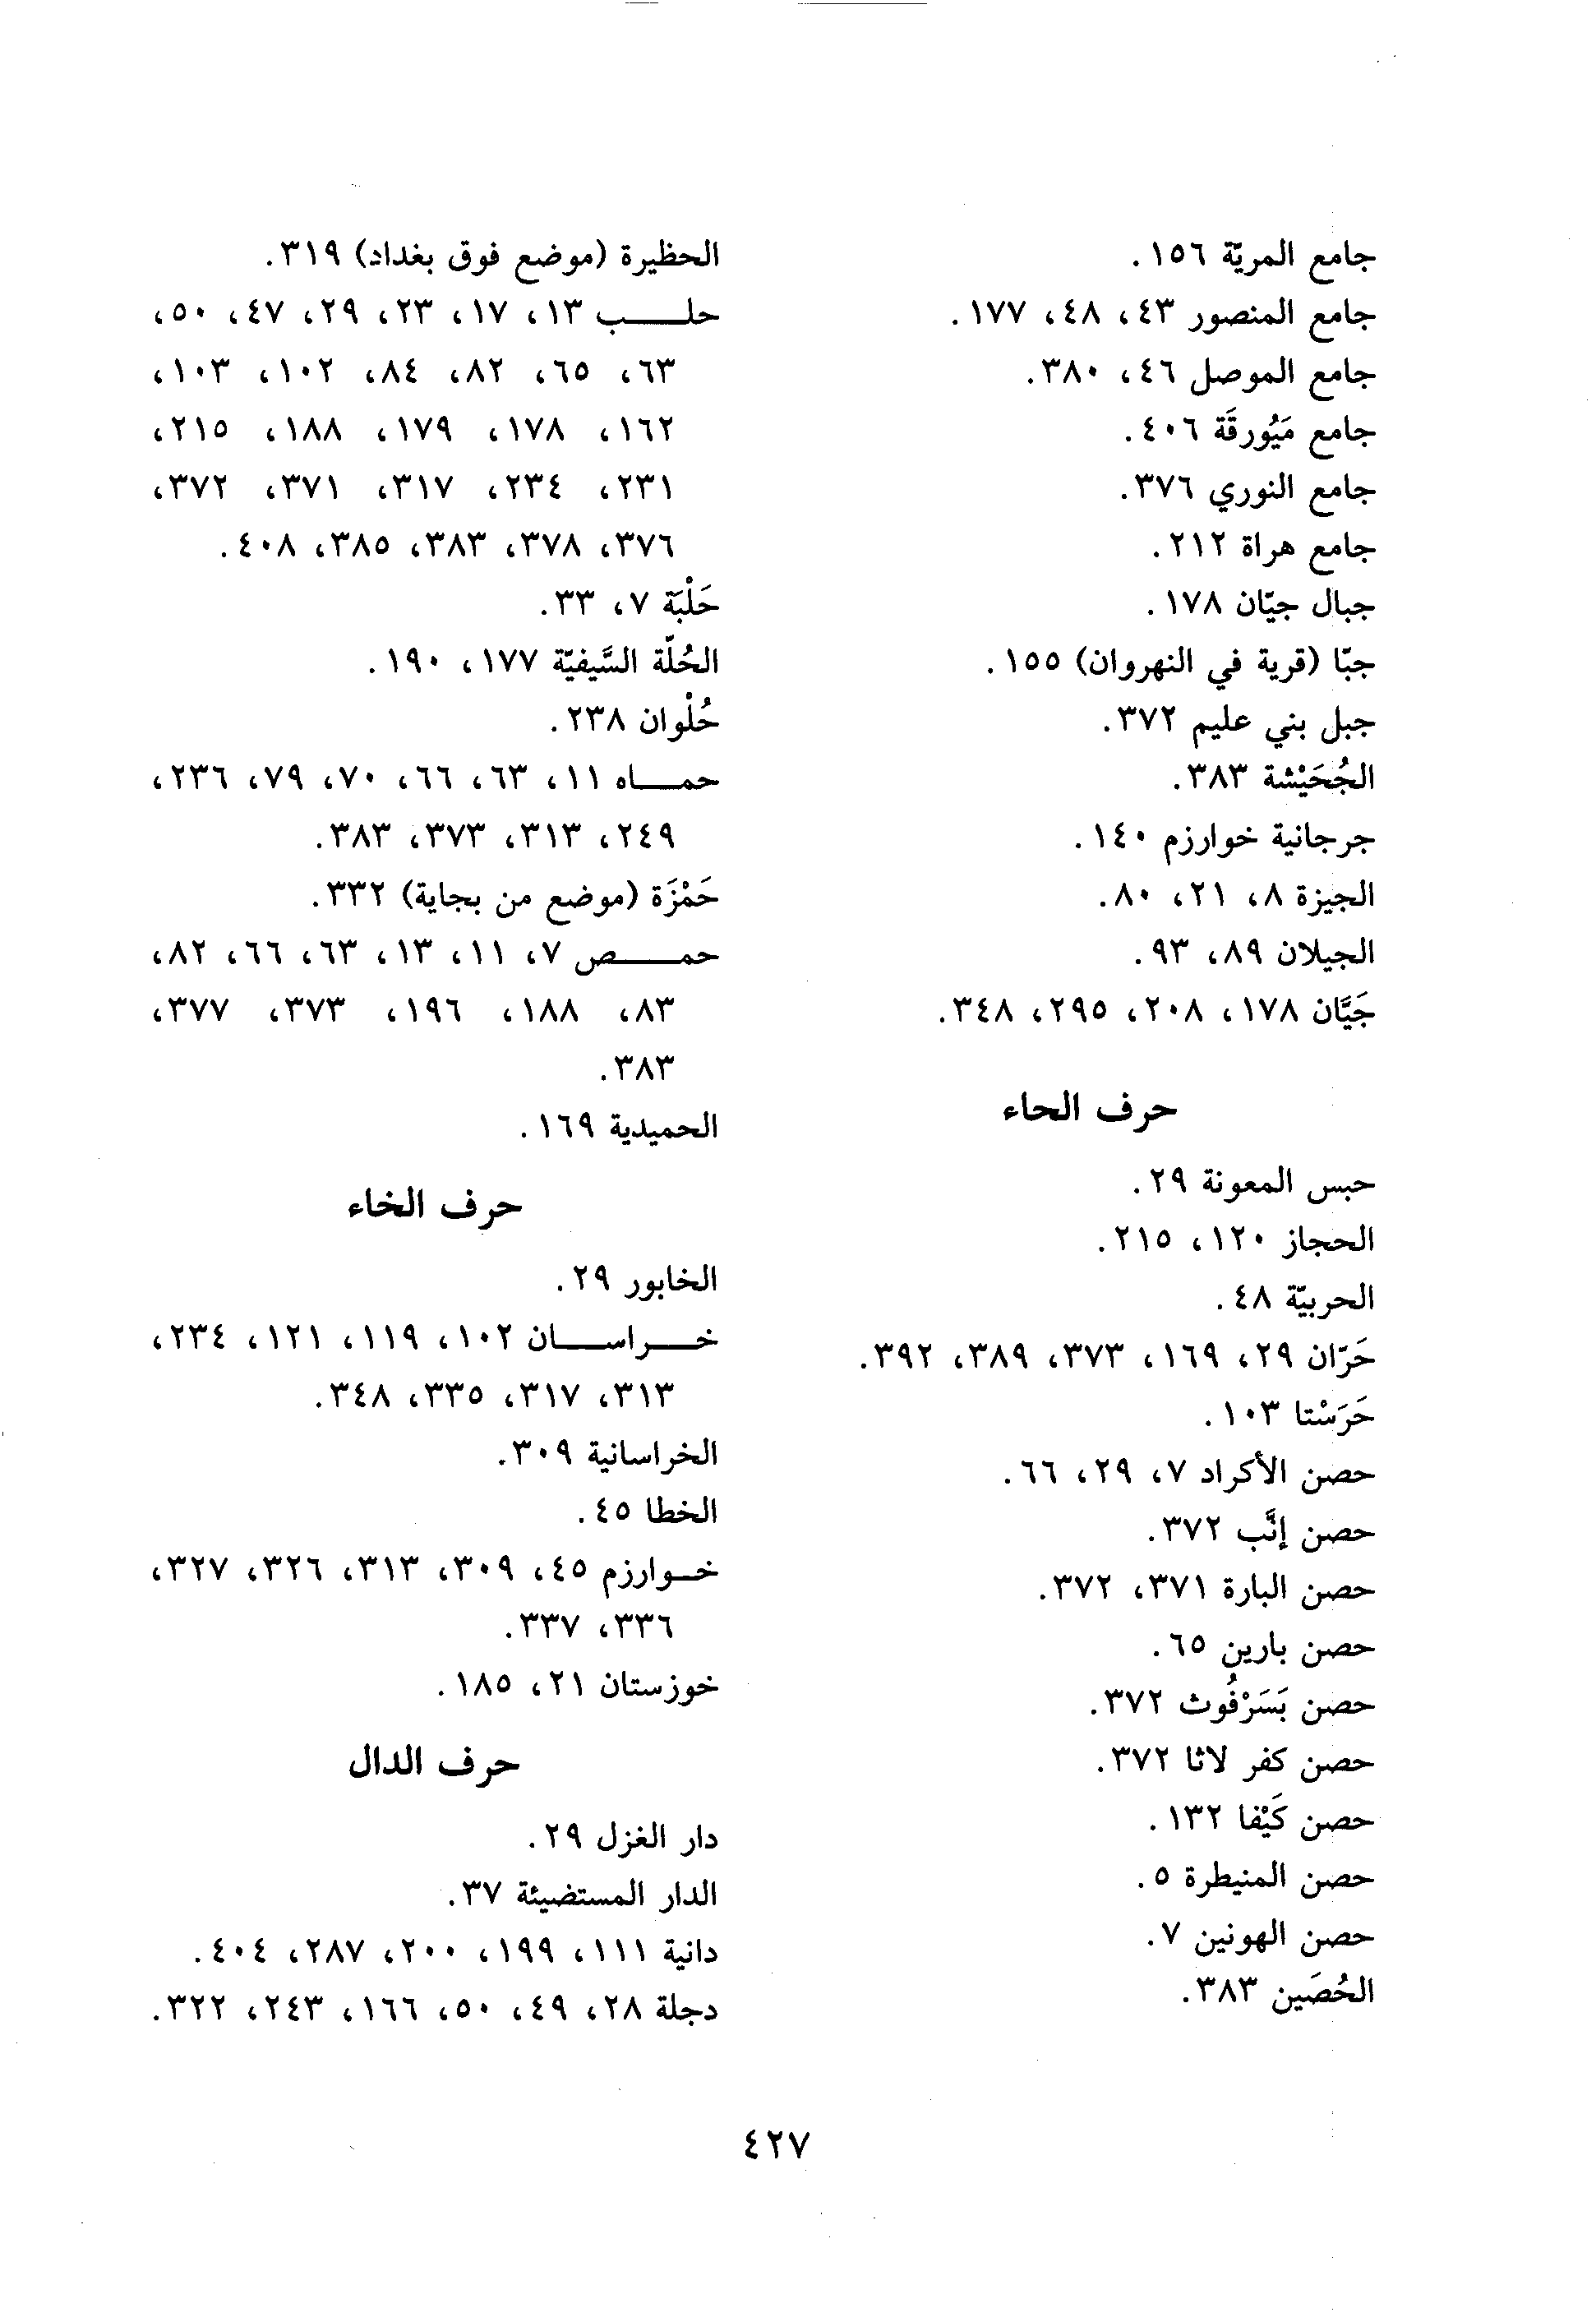 جامع المريّة ١٥٦.
جامع المنصور ٤٣، ٤٨، ١٧٧.
جامع الموصل ٤٦، ٣٨٠.
جامع مَيُورقَة ٤٠٦.
جامع النوري ٣٧٦.
جامع هراة ٢١٢.
جبال جيّان ١٧٨.
جبّا (قرية في النهروان) ١٥٥.
جبل بني عليم ٣٧٢.
الجُحَيْشة ٣٨٣.
جرجانية خوارزم ١٤٠.
الجيزة ٨، ٢١، ٨٠.
الجيلان ٨٩، ٩٣.
جَيَّان ١٧٨، ٢٠٨، ٢٩٥، ٣٤٨.
حرف الحاء
حبس المعونة ٢٩.
الحجاز ١٢٠، ٢١٥.
الحربيّة ٤٨.
حَرّان ٢٩، ١٦٩، ٣٧٣، ٣٨٩، ٣٩٢.
حَرَسْتا ١٠٣.
حصن الأكراد ٧، ٢٩، ٦٦.
حصن إنَّب ٣٧٢.
حصن البارة ٣٧١، ٣٧٢.
حصن بارين ٦٥.
حصن بَسَرْفُوث ٣٧٢.
حصن كفر لاثا ٣٧٢.
حصن كَيْفا ١٣٢.
حصن المنيطرة ٥.
حصن الهونين ٧.
الحُصَين ٣٨٣.
الحظيرة (موضع فوق بغداد) ٣١٩.
حلب ١٣، ١٧، ٢٣، ٢٩، ٤٧، ٥٠،
٦٣، ٦٥، ٨٢، ٨٤، ١٠٢، ١٠٣،
١٦٢، ١٧٨، ١٧٩، ١٨٨، ٢١٥،
٢٣١، ٢٣٤، ٣١٧، ٣٧١، ٣٧٢،
٣٧٦، ٣٧٨، ٣٨٣، ٣٨٥، ٤٠٨.
حَلْبَة ٧، ٣٣.
الحُلّة السَّيفيّة ١٧٧، ١٩٠.
حُلْوان ٢٣٨.
حماه ١١، ٦٣، ٦٦، ٧٠، ٧٩، ٢٣٦،
٢٤٩، ٣١٣، ٣٧٣، ٣٨٣.
حَمْزَة (موضع من بجاية) ٣٣٢.
حمص ٧، ١١، ١٣، ٦٣، ٦٦، ٨٢،
٨٣، ١٨٨، ١٩٦، ٣٧٣، ٣٧٧،
٣٨٣.
الحميدية ١٦٩.
حرف الخاء
الخابور ٢٩.
خراسان ١٠٢، ١١٩، ١٢١، ٢٣٤،
٣١٣، ٣١٧، ٣٣٥، ٣٤٨.
الخراسانية ٣٠٩.
الخطا ٤٥.
خوارزم ٤٥، ٣٠٩، ٣١٣، ٣٢٦، ٣٢٧،
٣٣٦، ٣٣٧.
خوزستان ٢١، ١٨٥.
حرف الدال
دار الغزل ٢٩.
الدار المستضيئة ٣٧.
دانية ١١١، ١٩٩، ٢٠٠، ٢٨٧، ٤٠٤.
دجلة ٢٨، ٤٩، ٥٠، ١٦٦، ٢٤٣، ٣٢٢.
٤٢٧